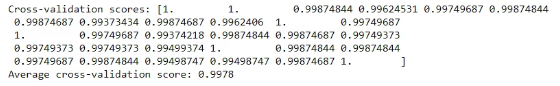 Cross-validation scores: [1.         1.         0.99874844 0.99624531 0.99749687 0.99874844
 0.99874687 0.99373434 0.99874687 0.9962406  1.         0.99749687
 1.         0.99749687 0.99374218 0.99874844 0.99874687 0.99749373
 0.99749373 0.99749373 0.99499374 1.         0.99874844 0.99874844
 0.99749687 0.99874844 0.99498747 0.99498747 0.99874687 1.        ]
Average cross-validation score: 0.9978